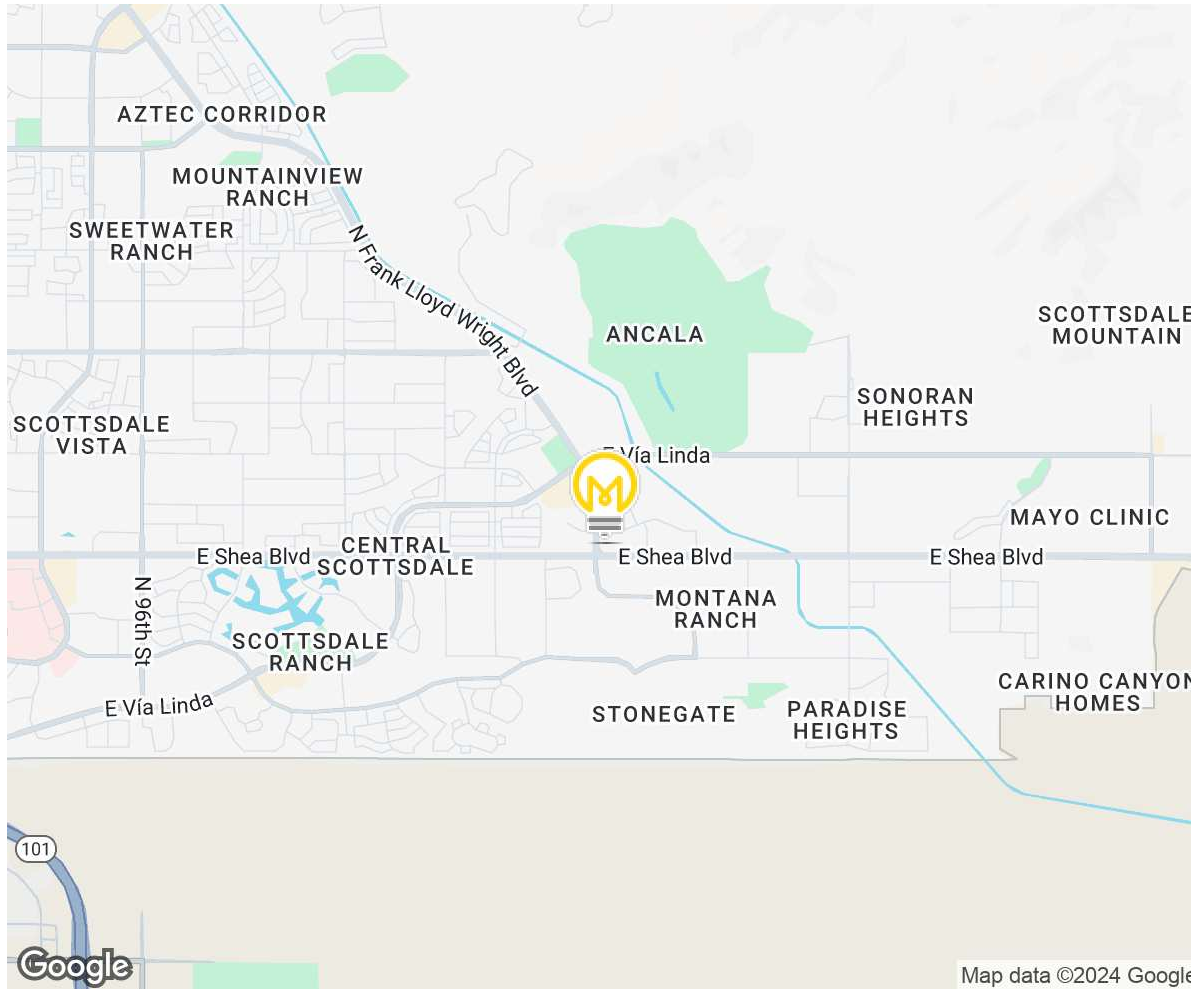 AZTEC CORRIDOR
MOUNTAINVIEW
RANCH
SWEETWATER
RANCH
N Frank Lloyd Wright Blvd
ANCALA
SCOTTSDALE
MOUNTAIN
SONORAN
HEIGHTS
SCOTTSDALE
VISTA
E Vía Linda
M
MAYO CLINIC
E Shea Blvd
CENTRAL
SCOTTSDALE
E Shea Blvd
E Shea Blvd
N 96th St
MONTANA
RANCH
SCOTTSDALE
RANCH
CARINO CANYON
HOMES
E Vía Linda
STONEGATE
PARADISE
HEIGHTS
101
Google
Map data ©2024 Google